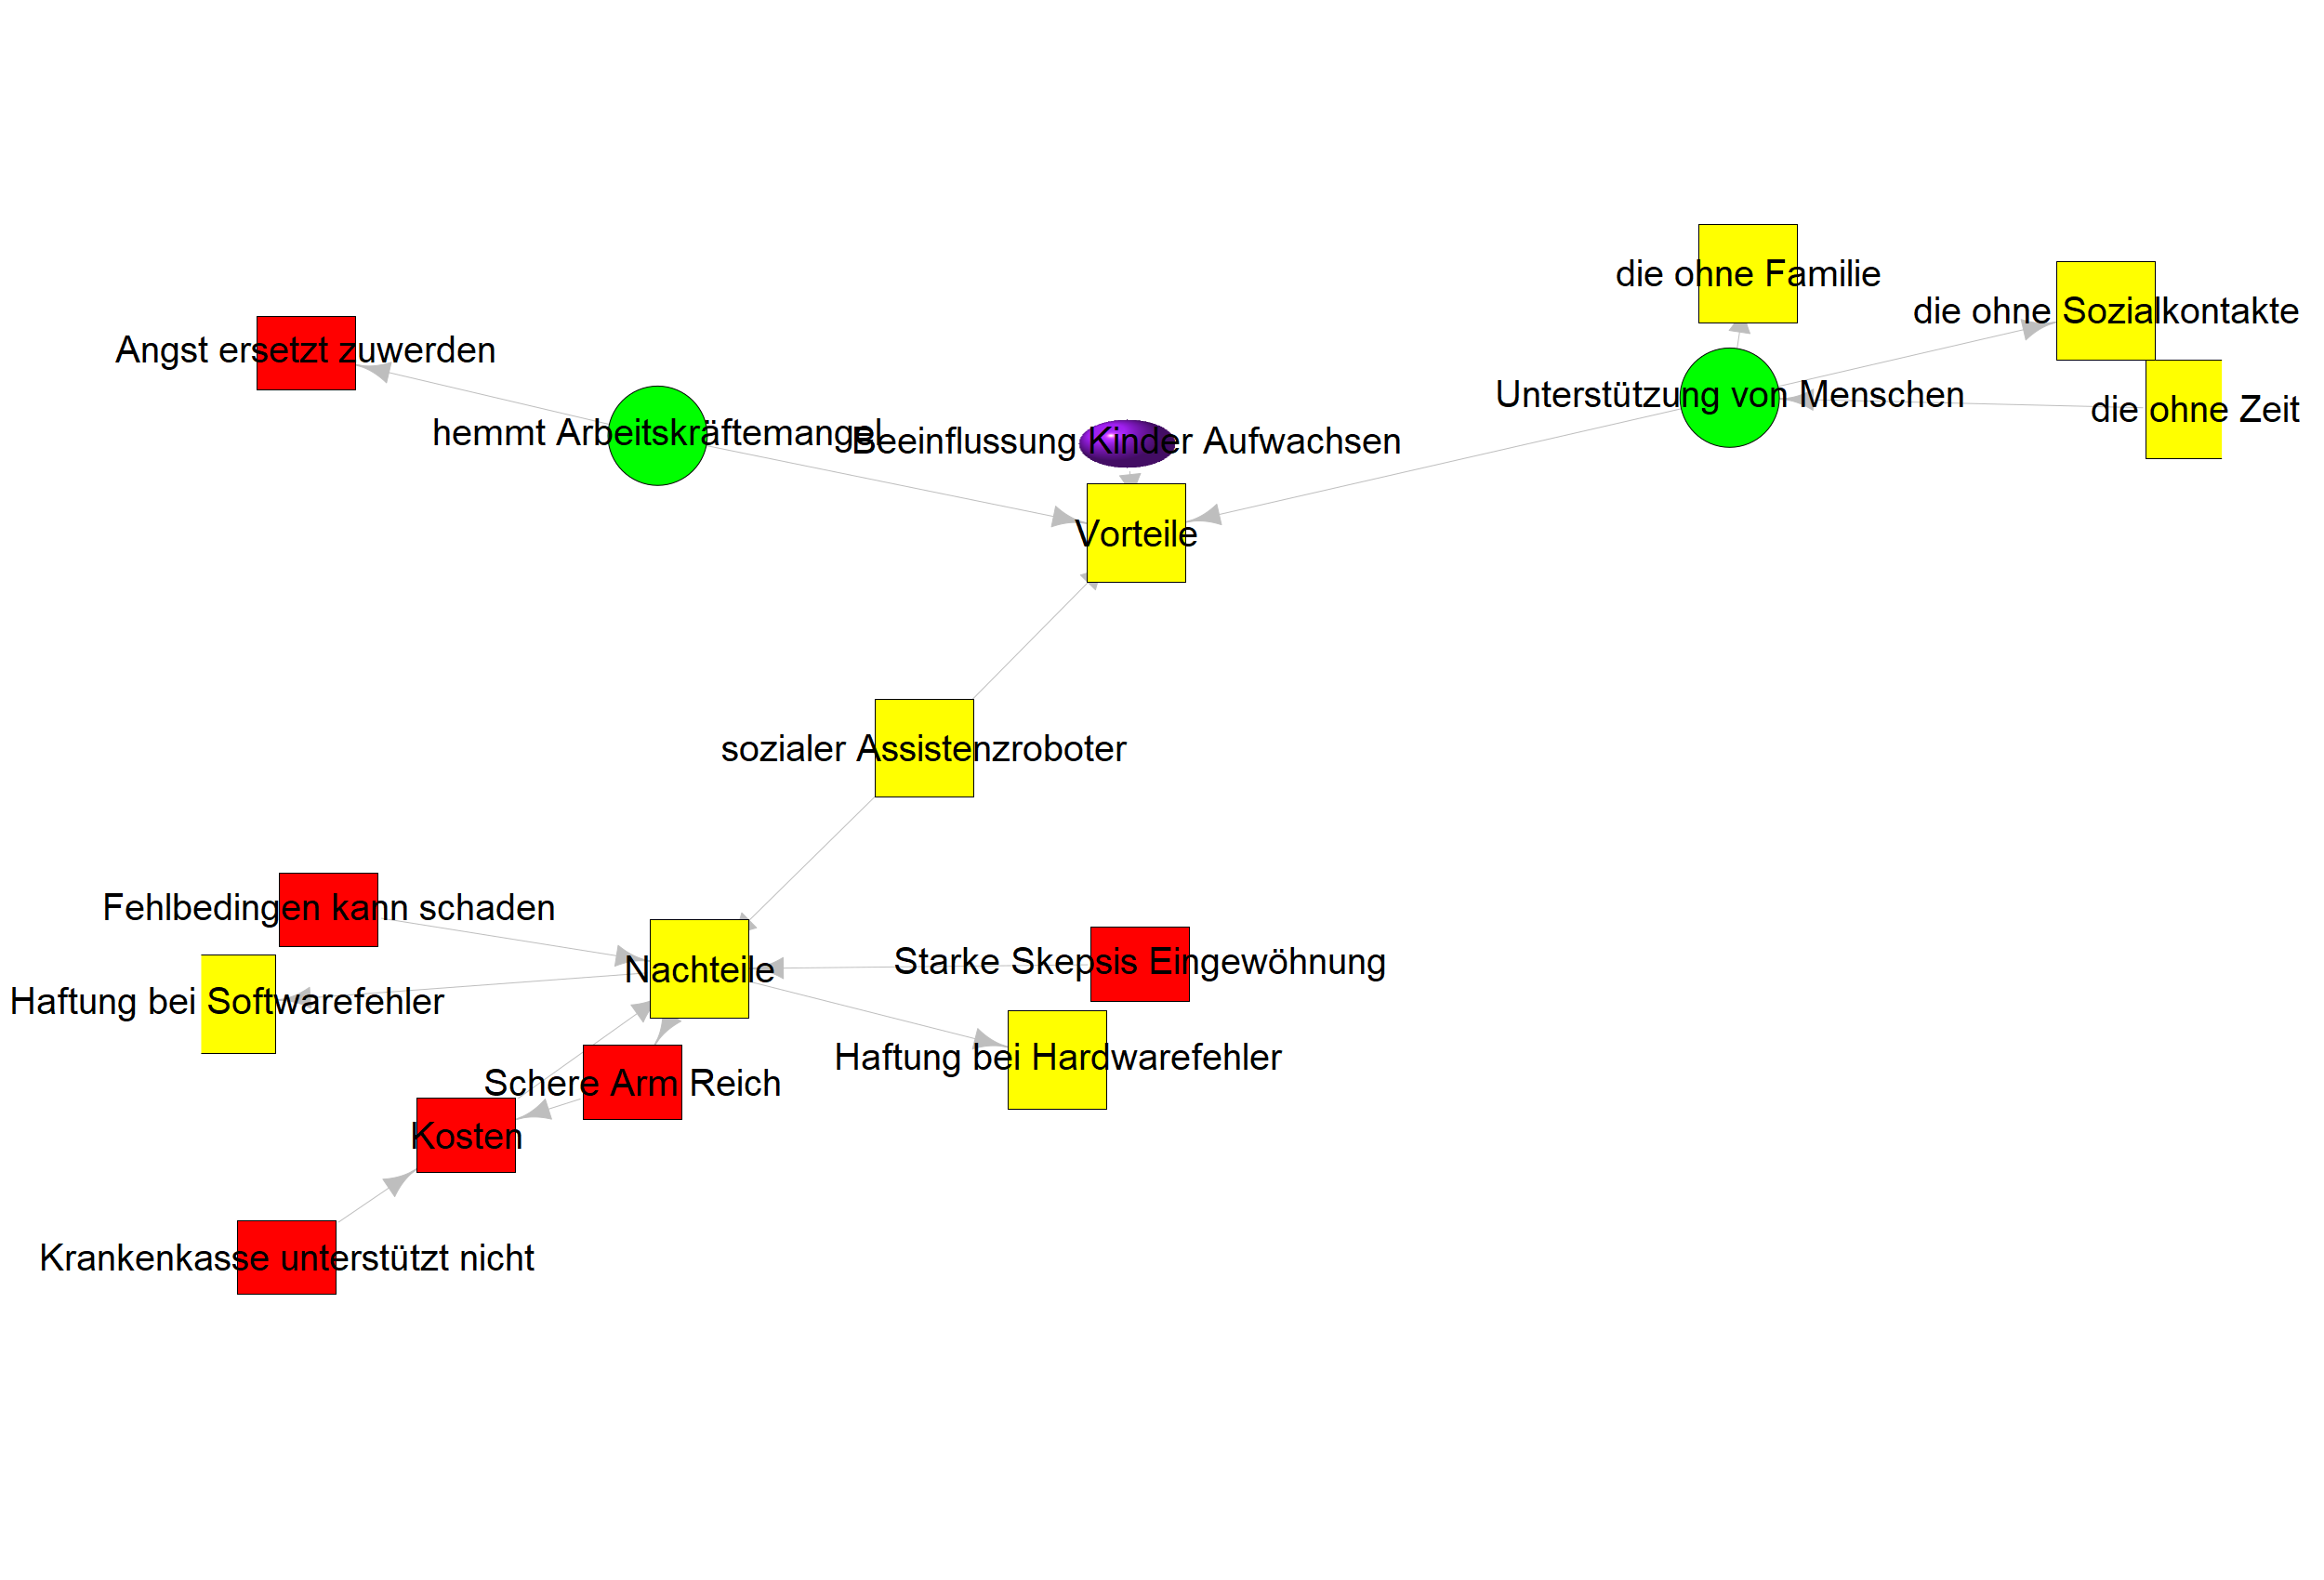 die ohne Familie
die ohne Sozialkontakte
Angst ersetzt zuwerden
Unterstützung von Menschen
die ohne Zeit
hemmt Arbeitskräftemangel
Beeinflussung Kinder Aufwachsen
Vorteile
sozialer Assistenzroboter
Fehlbedingen kann schaden
Starke Skepsis Eingewöhnung
Nachteile
Haftung bei Softwarefehler
Haftung bei Hardwarefehler
Schere Arm Reich
Kosten
Krankenkasse unterstützt nicht